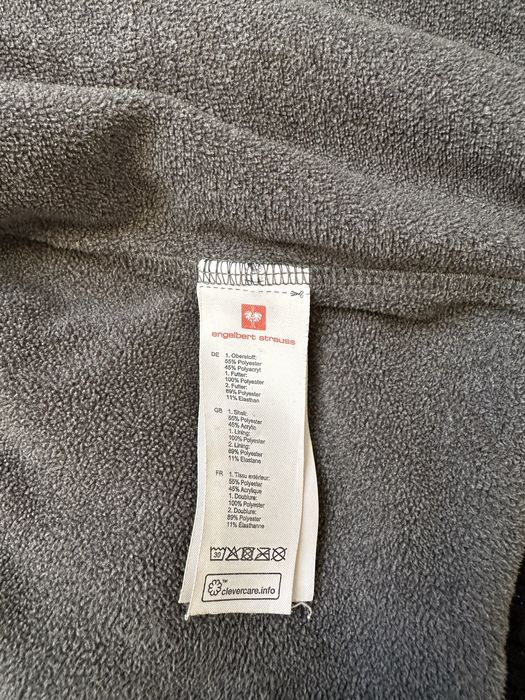 engelbert strauss
DE 1. Oberstoff:
55% Polyester
45% Polyacryl
1. Futter:
100% Polyester
2. Futter:
89% Polyester
11% Elasthan
GB 1. Shell:
55% Polyester
45% Acrylic
1. Lining:
100% Polyester
2. Lining:
89% Polyester
11% Elastane
FR 1. Tissu extérieur:
55% Polyester
45% Acrylique
1. Doublure:
100% Polyester
2. Doublure:
89% Polyester
11% Elasthanne
30
™
clevercare.info